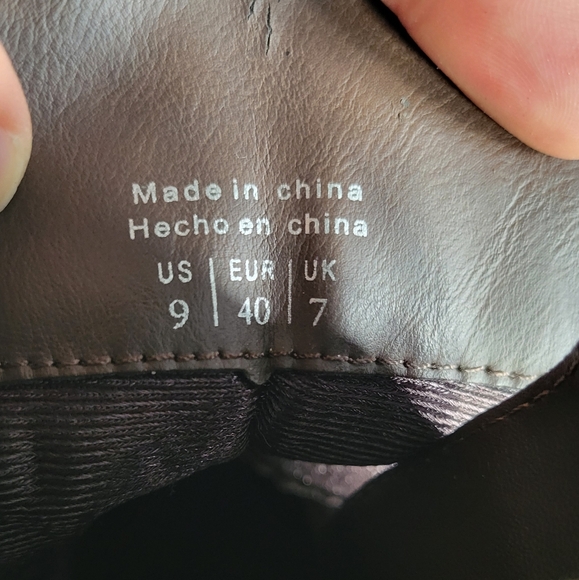 Made in china
Hecho en china
US | EUR | UK
9 | 40 | 7